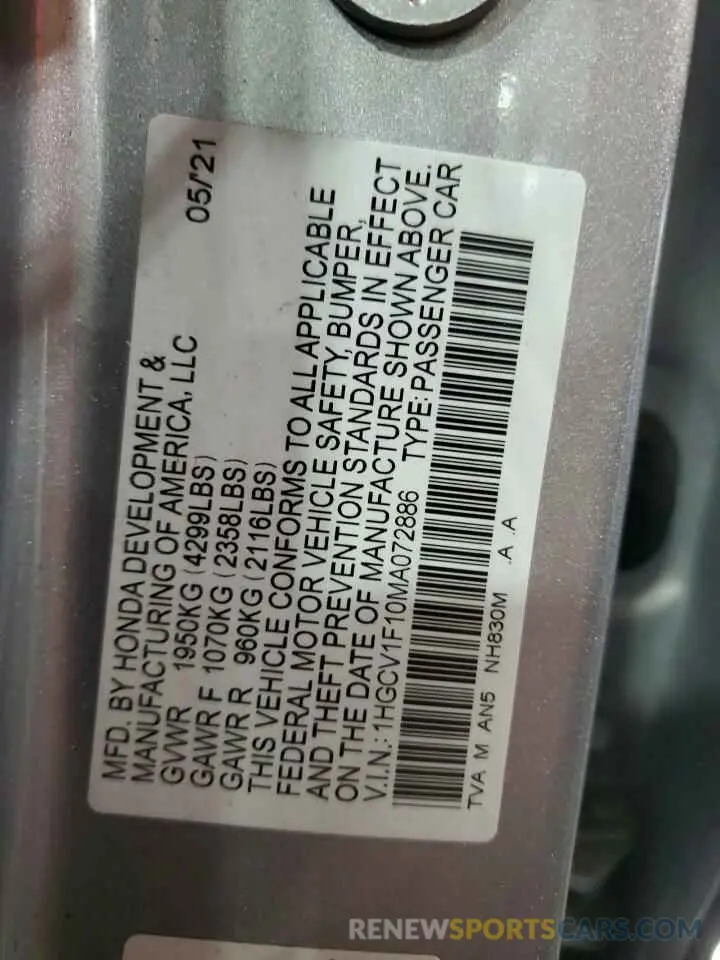 MFD. BY HONDA DEVELOPMENT &
MANUFACTURING OF AMERICA, LLC 05/'21
GVWR 1950KG (4299LBS)
GAWR F 1070KG (2358LBS)
GAWR R 960KG (2116LBS)
THIS VEHICLE CONFORMS TO ALL APPLICABLE
FEDERAL MOTOR VEHICLE SAFETY, BUMPER,
AND THEFT PREVENTION STANDARDS IN EFFECT
ON THE DATE OF MANUFACTURE SHOWN ABOVE.
V.I.N.:1HGCV1F10MA072886 TYPE:PASSENGER CAR
TVA M AN5 NH830M .A .A
RENEWSPORTSCARS.COM